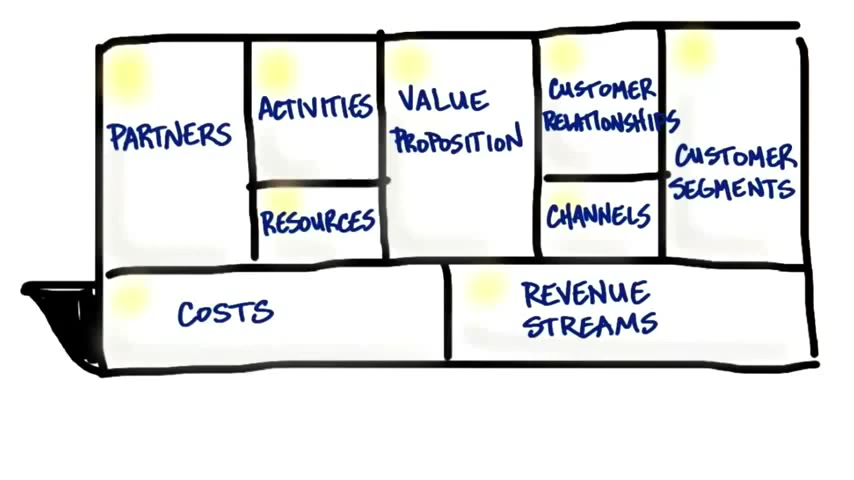 PARTNERS
ACTIVITIES
RESOURCES
VALUE
PROPOSITION
CUSTOMER
RELATIONSHIPS
CHANNELS
CUSTOMER
SEGMENTS
COSTS
REVENUE
STREAMS